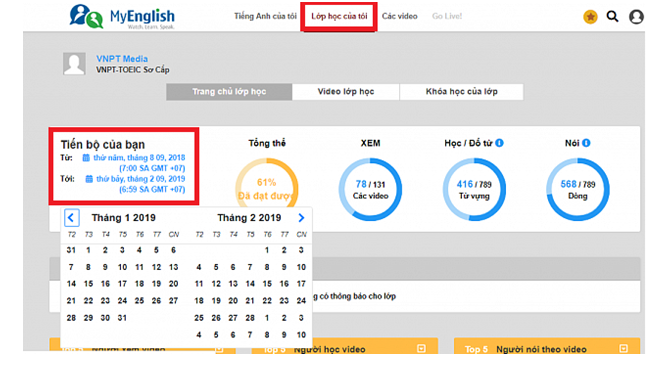 MyEnglish
Watch. Learn. Speak.
Tiếng Anh của tôi Lớp học của tôi Các video Go Live!
VNPT Media
VNPT-TOEIC Sơ Cấp
Trang chủ lớp học Video lớp học Khóa học của lớp
Tiến bộ của bạn
Từ: thứ năm, tháng 8 09, 2018
(7:00 SA GMT +07)
Tới: thứ bảy, tháng 2 09, 2019
(6:59 SA GMT +07)
Tổng thể
61%
Đã đạt được
XEM
78 / 131
Các video
Học / Đố từ
416 / 789
Từ vựng
Nói
568 / 789
Dòng
Tháng 1 2019
T2 T3 T4 T5 T6 T7 CN
31 1 2 3 4 5 6
7 8 9 10 11 12 13
14 15 16 17 18 19 20
21 22 23 24 25 26 27
28 29 30 31
Tháng 2 2019
T2 T3 T4 T5 T6 T7 CN
1 2 3
4 5 6 7 8 9 10
11 12 13 14 15 16 17
18 19 20 21 22 23 24
25 26 27 28 1 2 3
4 5 6 7 8 9 10
có thông báo cho lớp
Top 5 Người xem video
Top 5 Người học video
Top 5 Người nói theo video